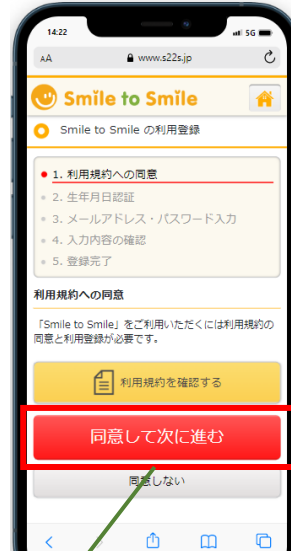 14:22
5G
AA
www.s22s.jp
Smile to Smile
Smile to Smile の利用登録
1. 利用規約への同意
2. 生年月日認証
3. メールアドレス・パスワード入力
4. 入力内容の確認
5. 登録完了
利用規約への同意
「Smile to Smile」をご利用いただくには利用規約の
同意と利用登録が必要です。
利用規約を確認する
同意して次に進む
同意しない